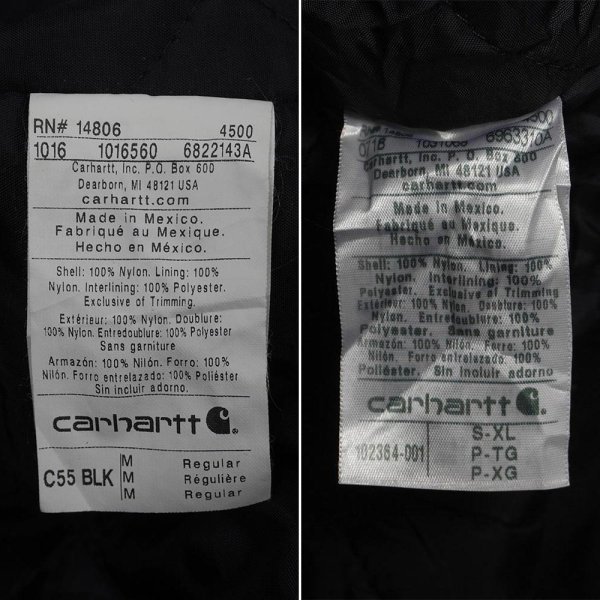 RN# 14806 4500
1016 1016560 6822143A
Carhartt, Inc. P.O. Box 600
Dearborn, MI 48121 USA
carhartt.com
Made in Mexico.
Fabriqué au Mexique.
Hecho en México.
Shell: 100% Nylon. Lining: 100%
Nylon. Interlining: 100% Polyester.
Exclusive of Trimming.
Extérieur: 100% Nylon. Doublure:
100% Nylon. Entredoublure: 100% Polyester.
Sans garniture
Armazón: 100% Nilón. Forro: 100%
Nilón. Forro entrelazado: 100% Poliéster
Sin incluir adorno.
carhartt
C55 BLK
M Regular
M Régulière
M Regular
RN# 14806 4500
0716 1031069 6963310A
Carhartt, Inc. P. O. Box 600
Dearborn, MI 48121 USA
carhartt.com
Made in Mexico.
Fabriqué au Mexique.
Hecho en México.
Shell: 100% Nylon. Lining: 100%
Nylon. Interlining: 100%
Polyester. Exclusive of Trimming
Extérieur: 100% Nylon. Doublure:
100% Nylon. Entredoublure: 100%
Polyester. Sans garniture
Armazón: 100% Nilón. Forro: 100%
Nilón. Forro entrelazado: 100%
Poliéster. Sin incluir adorno.
carhartt
102364-001
S-XL
P-TG
P-XG